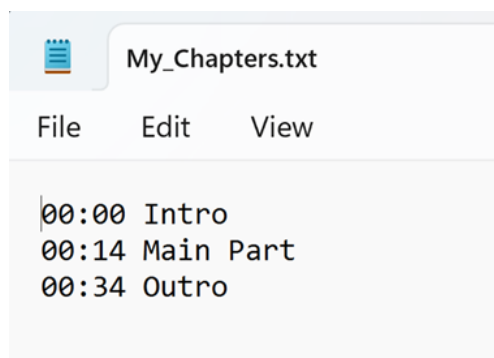 My_Chapters.txt
File Edit View
00:00 Intro
00:14 Main Part
00:34 Outro